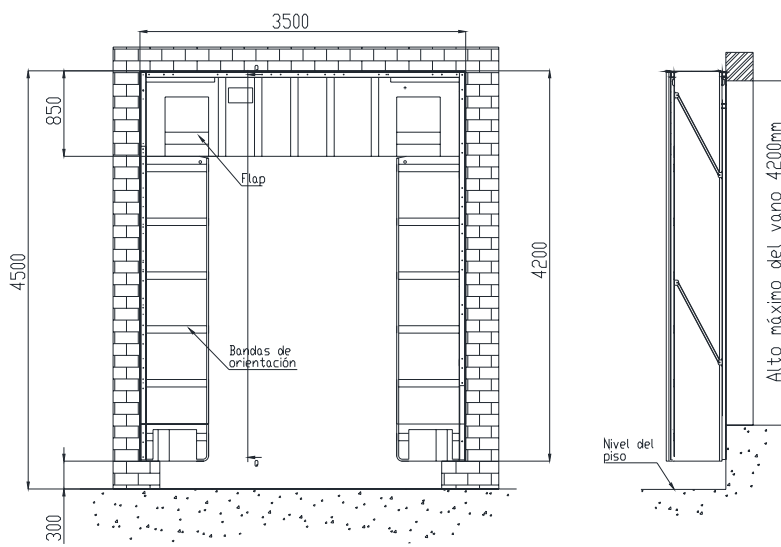 3500
850
4500
4200
300
Flap
Bandas de
orientación
Nivel del
piso
Alto máximo del vano 4200mm